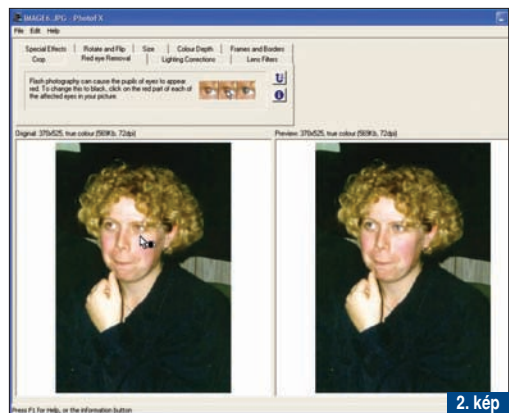 IMAGE6.JPG - PhotoFX
File Edit Help
Special Effects Rotate and Flip Size Colour Depth Frames and Borders
Crop Red eye Removal Lighting Corrections Lens Filters
Flash photography can cause the pupils of eyes to appear
red. To change this to black, click on the red part of each of
the affected eyes in your picture.
Original: 370x525, true colour (569Kb, 72dpi)
Preview: 370x525, true colour (569Kb, 72dpi)
Press F1 for Help, or the information button
2. kép